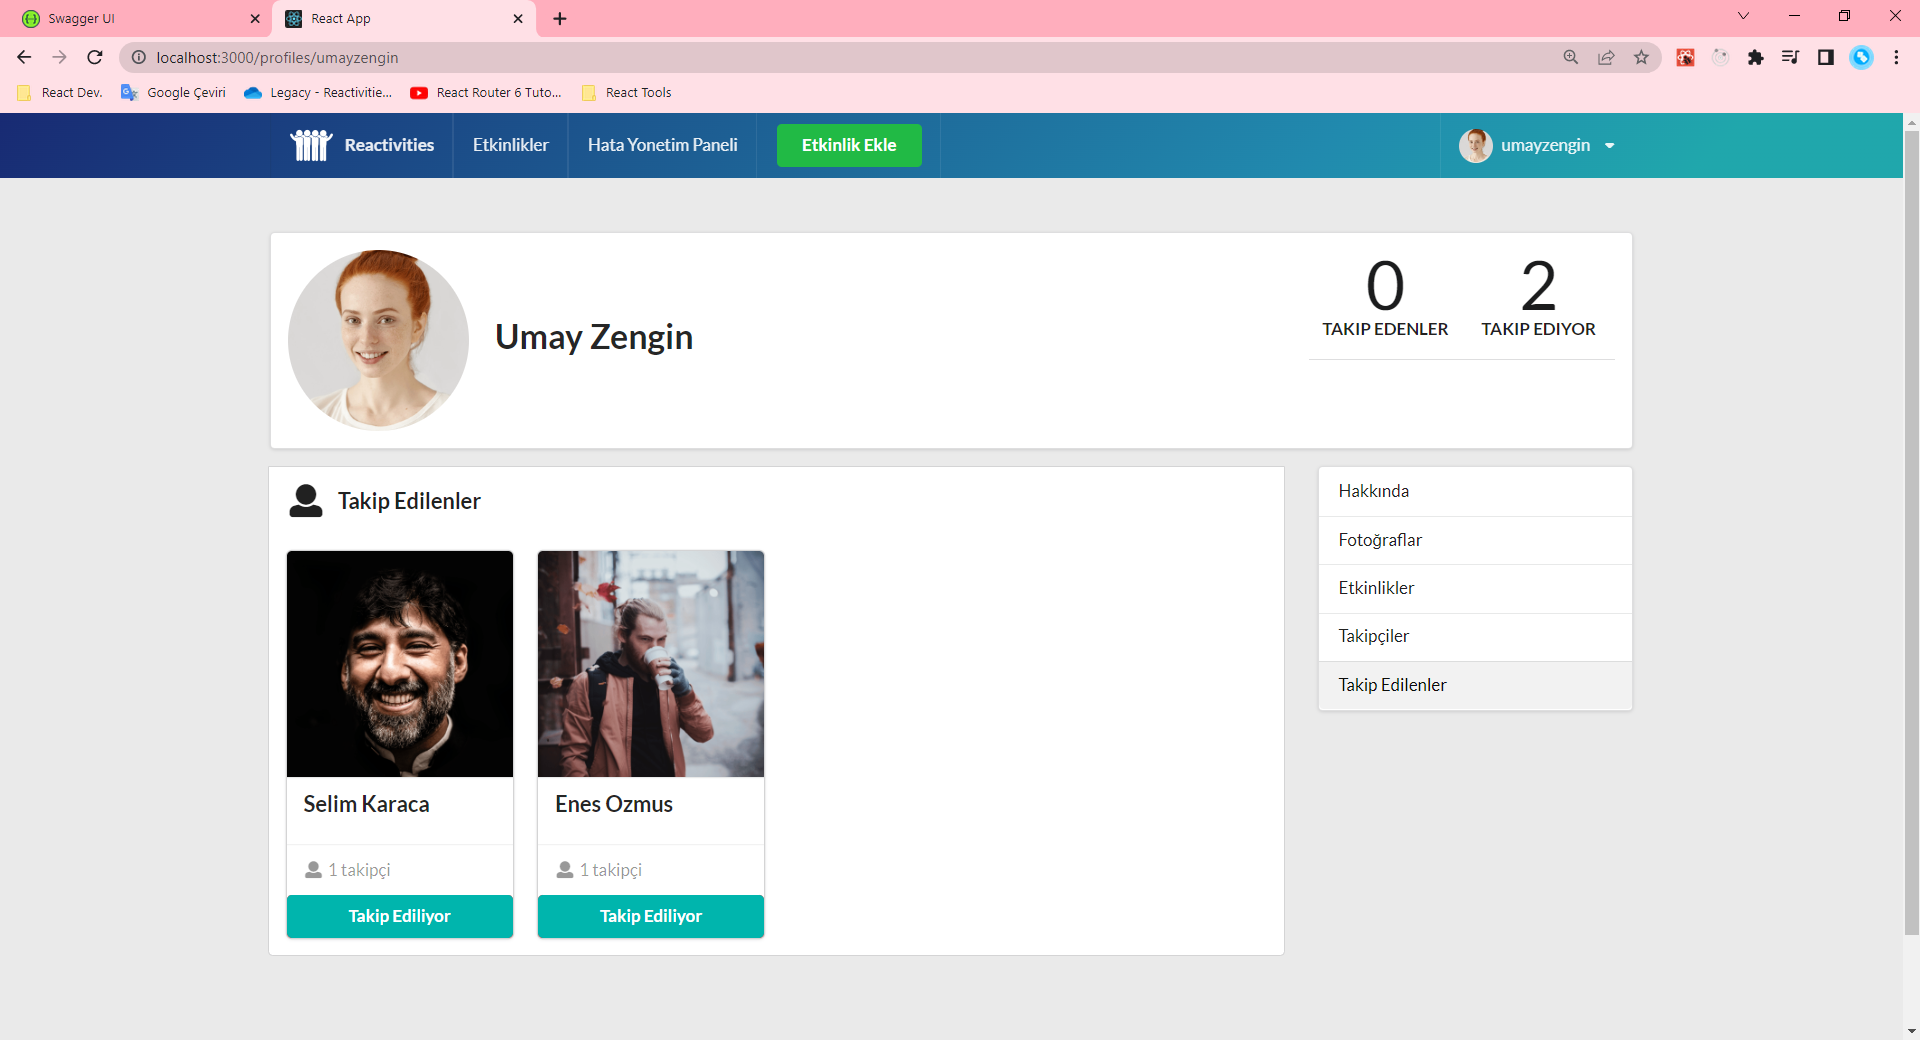 Swagger UI
React App
localhost:3000/profiles/umayzengin
React Dev.
Google Çeviri
Legacy - Reactivitie...
React Router 6 Tuto...
React Tools
Reactivities
Etkinlikler
Hata Yonetim Paneli
Etkinlik Ekle
umayzengin
Umay Zengin
0
TAKIP EDENLER
2
TAKIP EDIYOR
Takip Edilenler
Selim Karaca
1 takipçi
Takip Ediliyor
Enes Ozmus
1 takipçi
Takip Ediliyor
Hakkında
Fotoğraflar
Etkinlikler
Takipçiler
Takip Edilenler